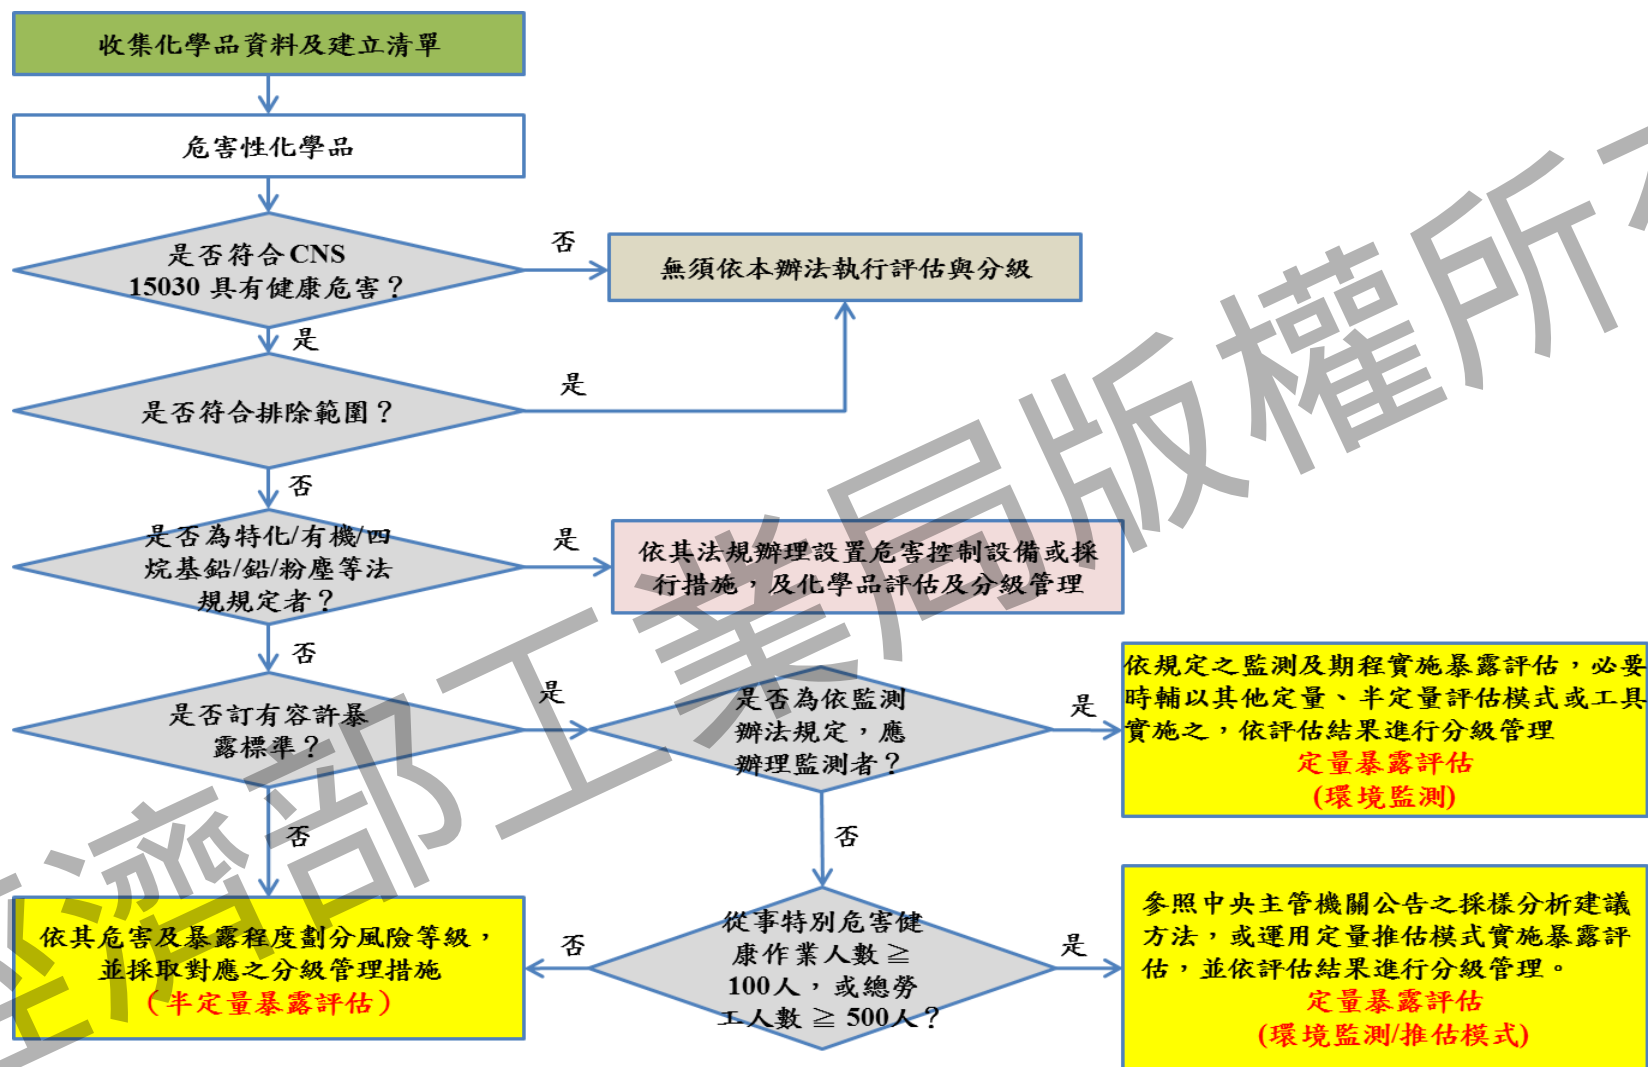 收集化學品資料及建立清單
危害性化學品
是否符合CNS
15030 具有健康危害？
否
無須依本辦法執行評估與分級
是
是否符合排除範圍？
是
否
是否為特化/有機/四
烷基鉛/鉛/粉塵等法
規規定者？
是
依其法規辦理設置危害控制設備或採
行措施，及化學品評估及分級管理
否
是否訂有容許暴
露標準？
是
是否為依監測
辦法規定，應
辦理監測者？
是
依規定之監測及期程實施暴露評估，必要
時輔以其他定量、半定量評估模式或工具
實施之，依評估結果進行分級管理
定量暴露評估
(環境監測)
否
否
依其危害及暴露程度劃分風險等級，
並採取對應之分級管理措施
（半定量暴露評估）
否
從事特別危害健
康作業人數≧
100人，或總勞
工人數≧500人？
是
參照中央主管機關公告之採樣分析建議
方法，或運用定量推估模式實施暴露評
估，並依評估結果進行分級管理。
定量暴露評估
(環境監測/推估模式)
經濟部工業局版權所有